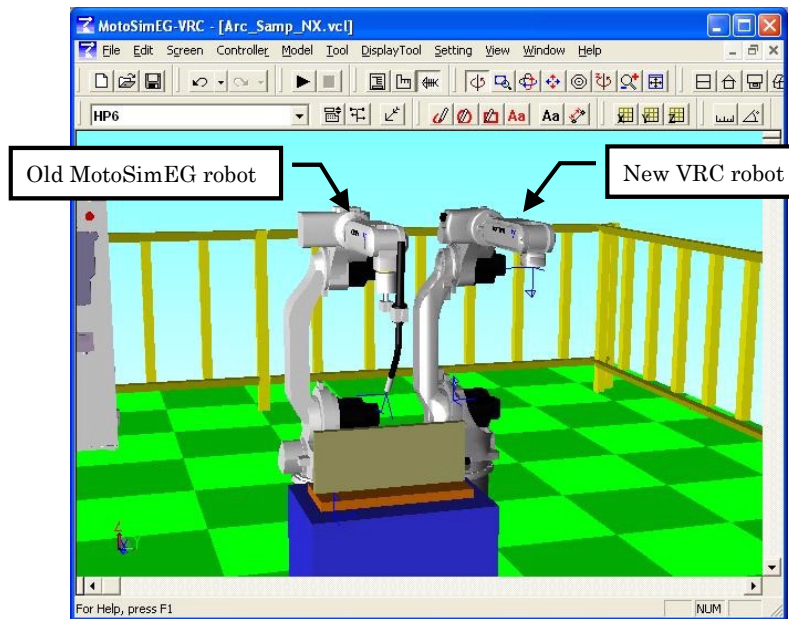 MotoSimEG-VRC - [Arc_Samp_NX.vcl]
File Edit Screen Controller Model Tool DisplayTool Setting View Window Help
HP6
Aa Aa
Old MotoSimEG robot
New VRC robot
For Help, press F1
NUM